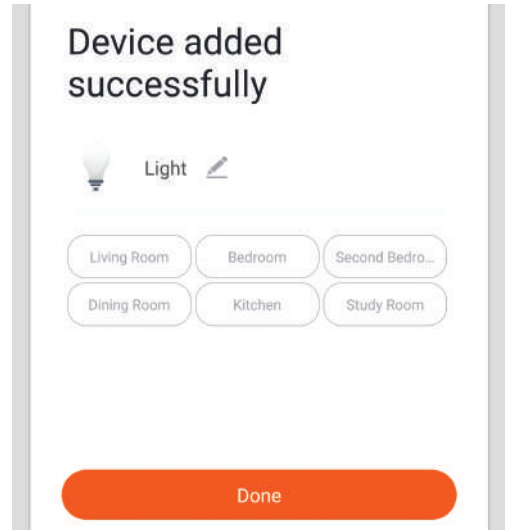 Device added
successfully
Light
Living Room Bedroom Second Bedro...
Dining Room Kitchen Study Room
Done